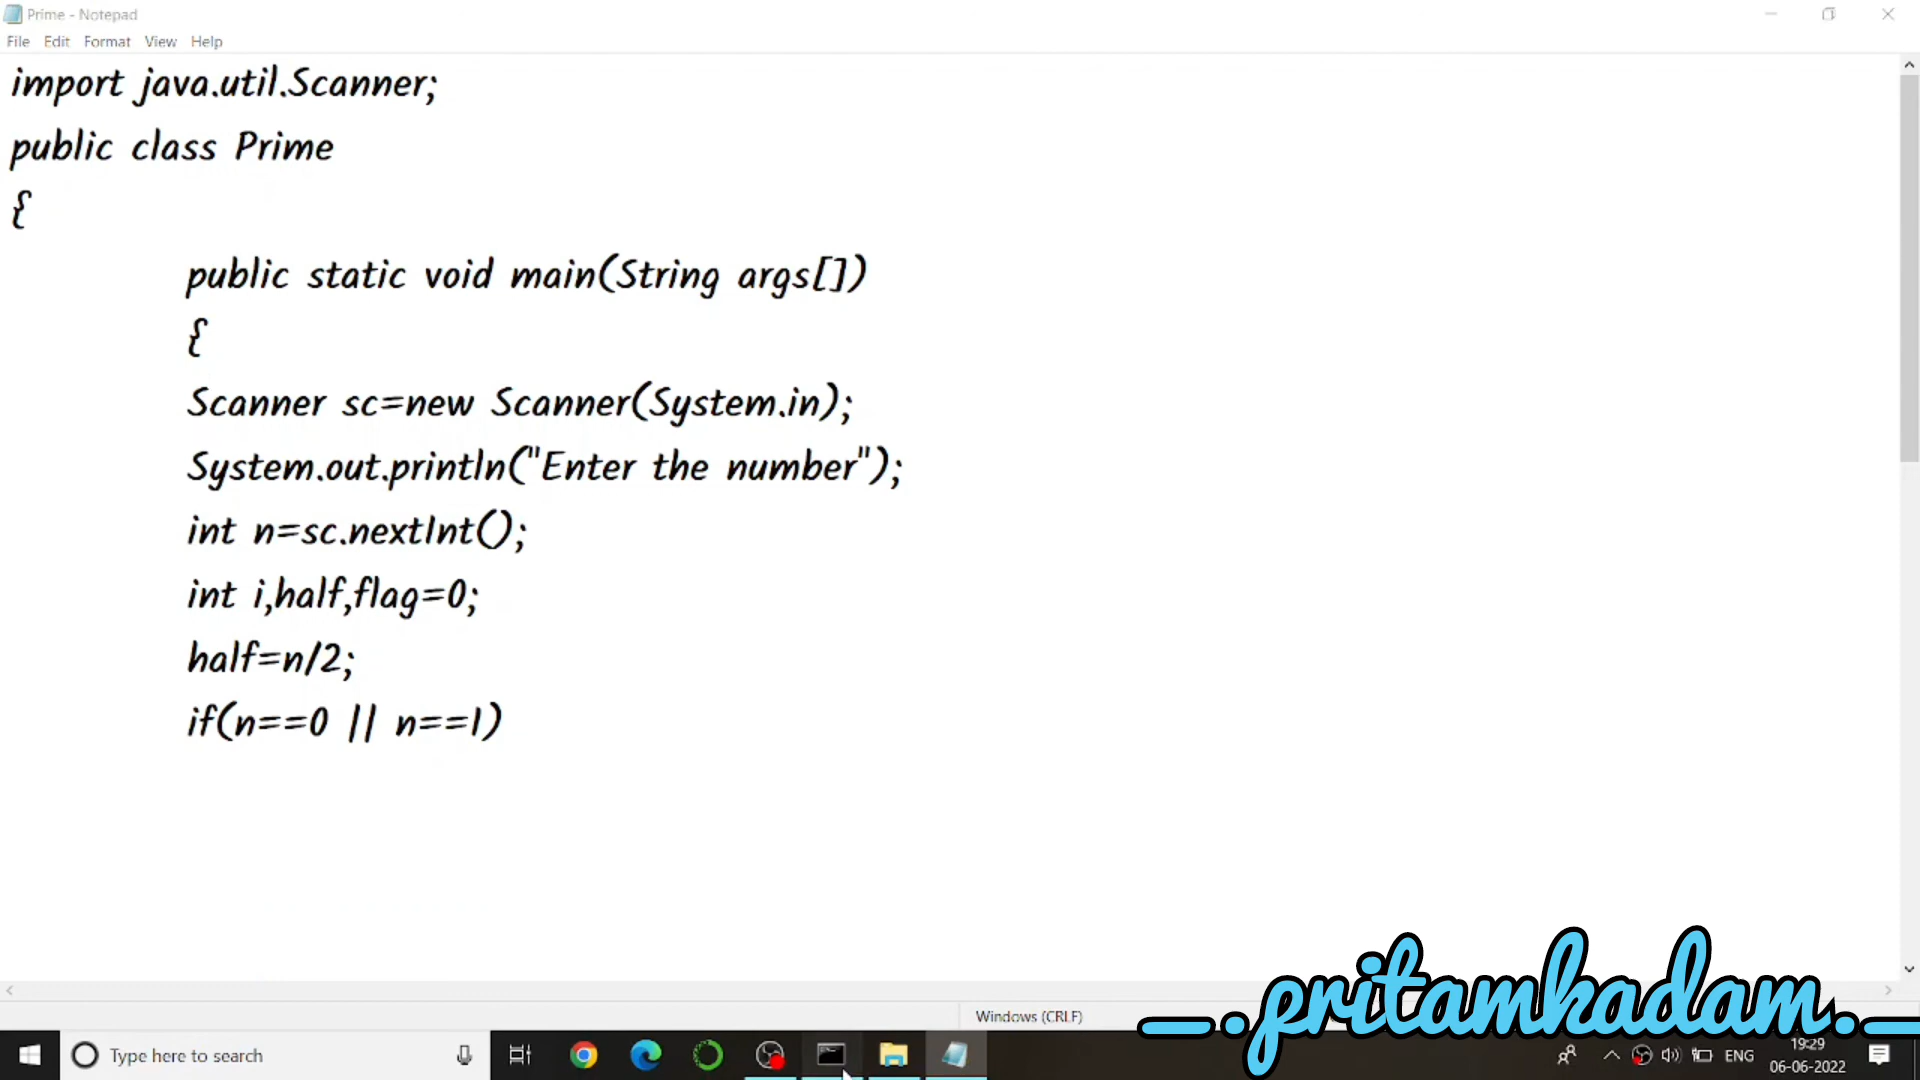 Prime - Notepad
File Edit Format View Help
import java.util.Scanner;
public class Prime
{
public static void main(String args[])
{
Scanner sc=new Scanner(System.in);
System.out.println("Enter the number");
int n=sc.nextInt();
int i,half,flag=0;
half=n/2;
if(n==0 || n==1)
Windows (CRLF)
_.pritamkadam._
Type here to search
ENG
19:29
06-06-2022